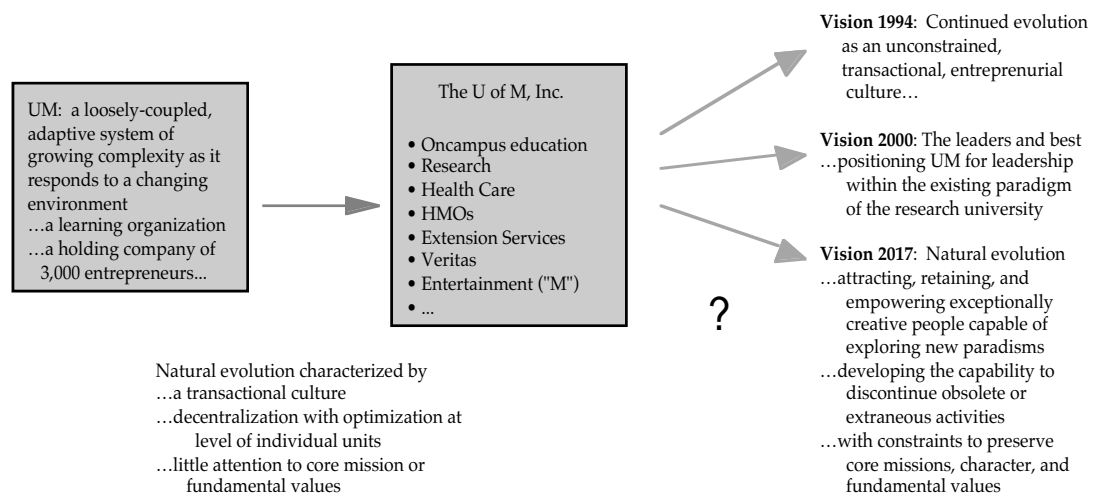 UM: a loosely-coupled,
adaptive system of
growing complexity as it
responds to a changing
environment
…a learning organization
…a holding company of
3,000 entrepreneurs...
The U of M, Inc.
• Oncampus education
• Research
• Health Care
• HMOs
• Extension Services
• Veritas
• Entertainment ("M")
• ...
Natural evolution characterized by
…a transactional culture
…decentralization with optimization at
level of individual units
…little attention to core mission or
fundamental values
?
Vision 1994: Continued evolution
as an unconstrained,
transactional, entreprenurial
culture…
Vision 2000: The leaders and best
…positioning UM for leadership
within the existing paradigm
of the research university
Vision 2017: Natural evolution
…attracting, retaining, and
empowering exceptionally
creative people capable of
exploring new paradisms
…developing the capability to
discontinue obsolete or
extraneous activities
…with constraints to preserve
core missions, character, and
fundamental values